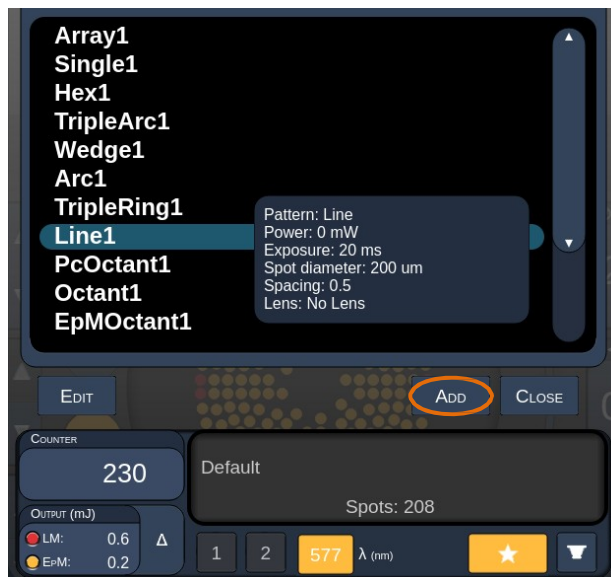 Array1
Single1
Hex1
TripleArc1
Wedge1
Arc1
TripleRing1
Line1
PcOctant1
Octant1
EpMOctant1
Pattern: Line
Power: 0 mW
Exposure: 20 ms
Spot diameter: 200 um
Spacing: 0.5
Lens: No Lens
EDIT
ADD
CLOSE
COUNTER
230
OUTPUT (mJ)
LM: 0.6
EPM: 0.2
Δ
Default
Spots: 208
1 2 577 λ (nm)